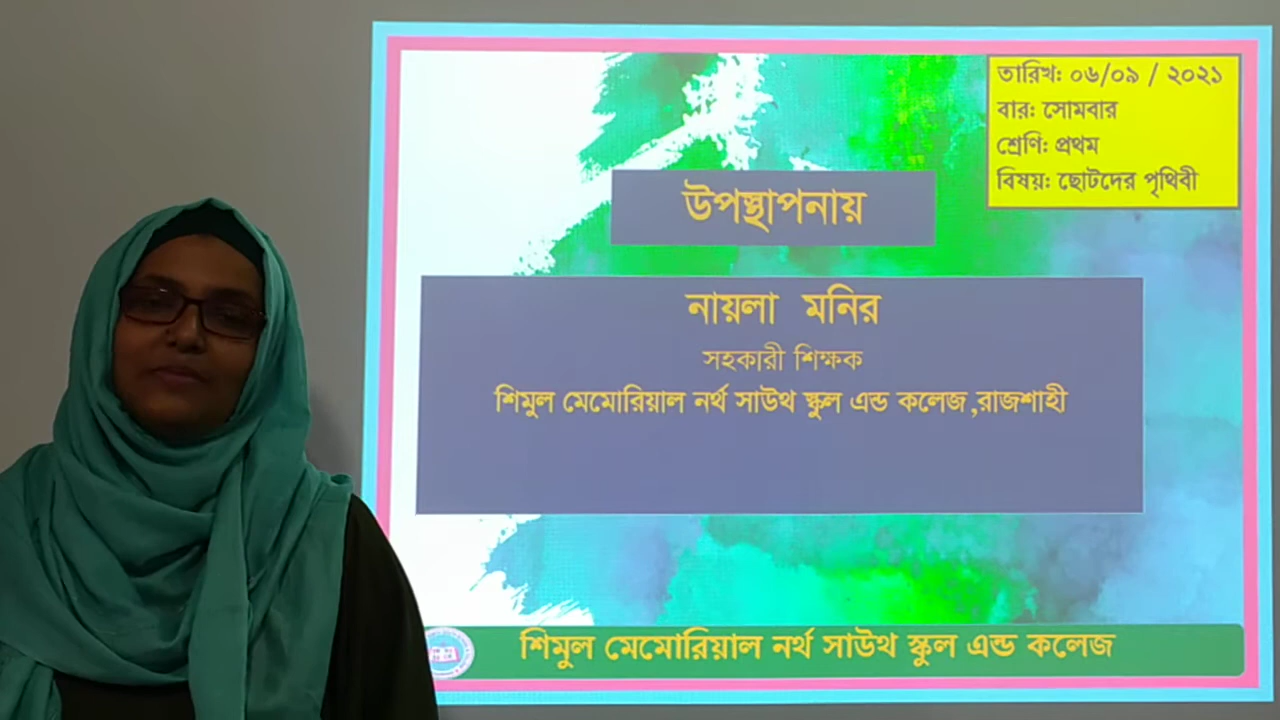 তারিখ: ০৬/০৯ / ২০২১
বার: সোমবার
শ্রেণি: প্রথম
বিষয়: ছোটদের পৃথিবী
উপস্থাপনায়
নায়লা মনির
সহকারী শিক্ষক
শিমুল মেমোরিয়াল নর্থ সাউথ স্কুল এন্ড কলেজ,রাজশাহী
শিমুল মেমোরিয়াল নর্থ সাউথ স্কুল এন্ড কলেজ